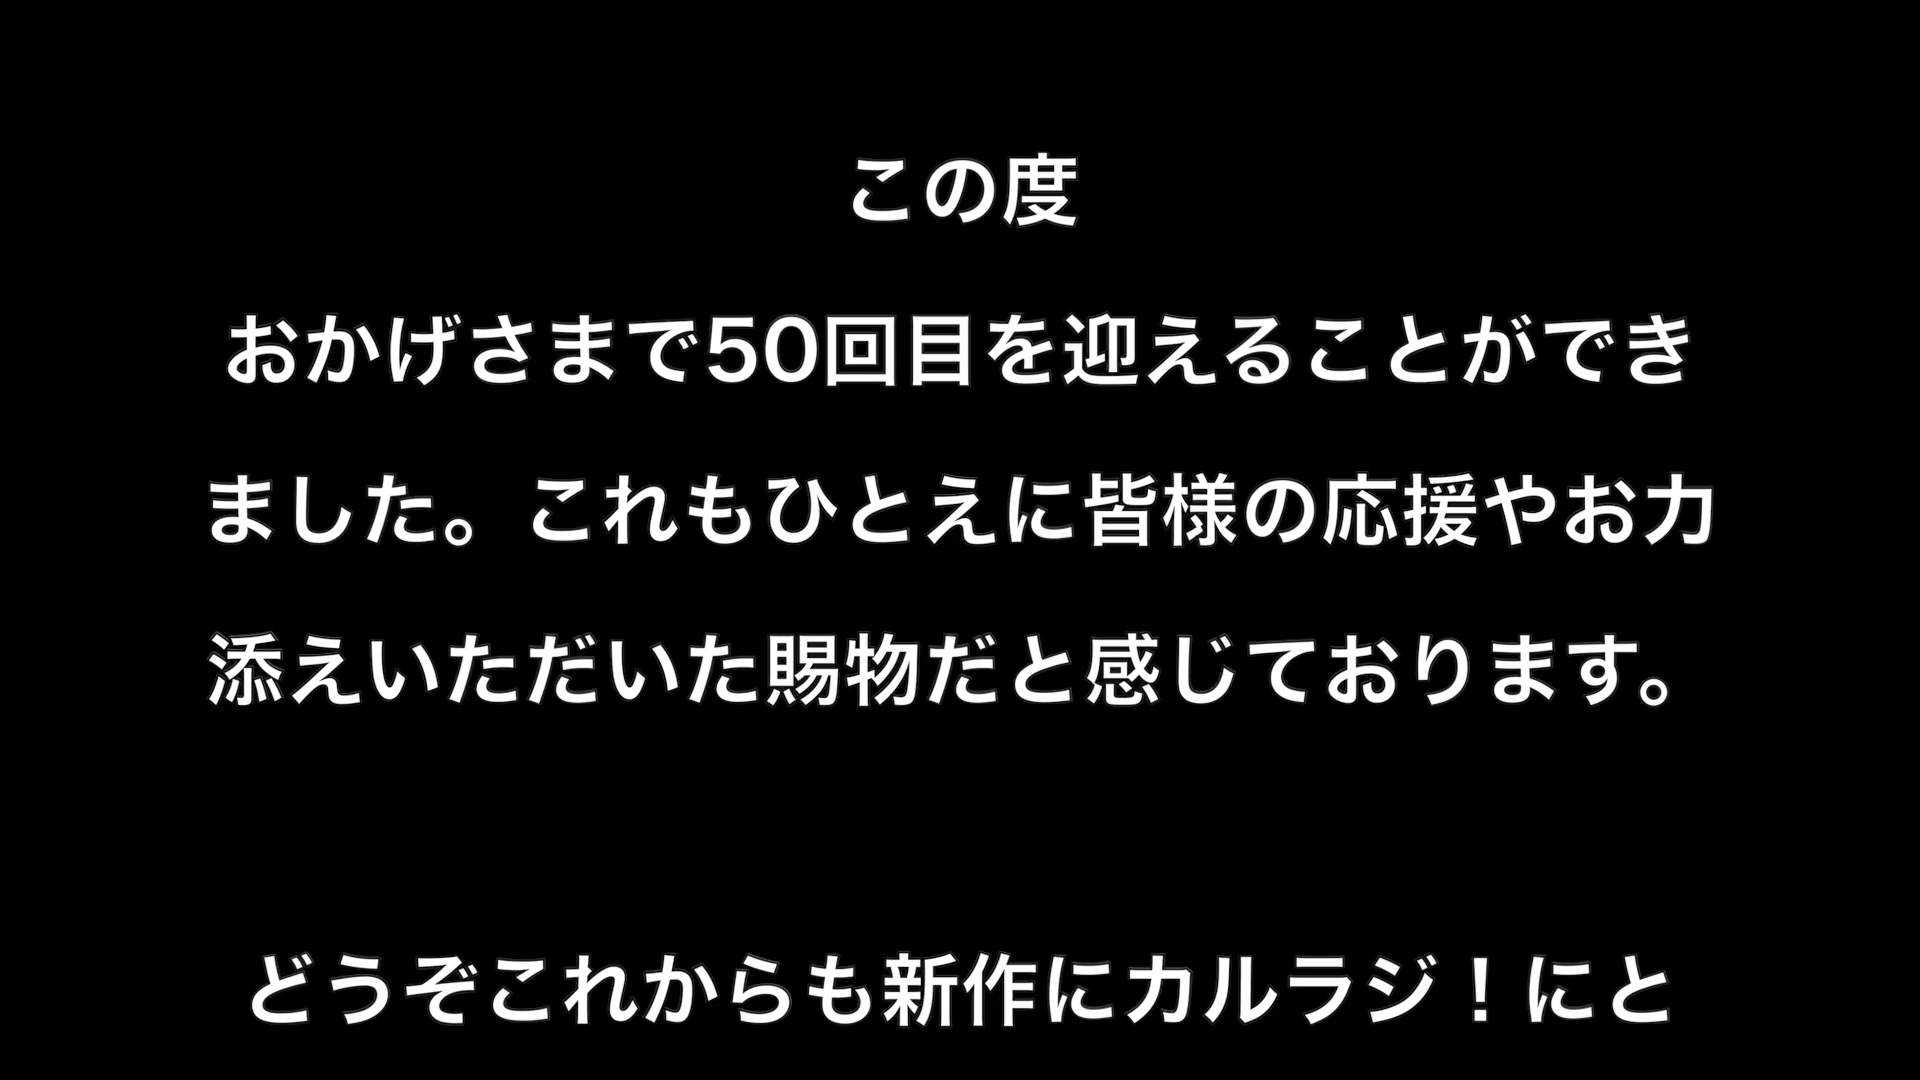 この度
おかげさまで50回目を迎えることができ
ました。これもひとえに皆様の応援やお力
添えいただいた賜物だと感じております。
どうぞこれからも新作にカルラジ！にと